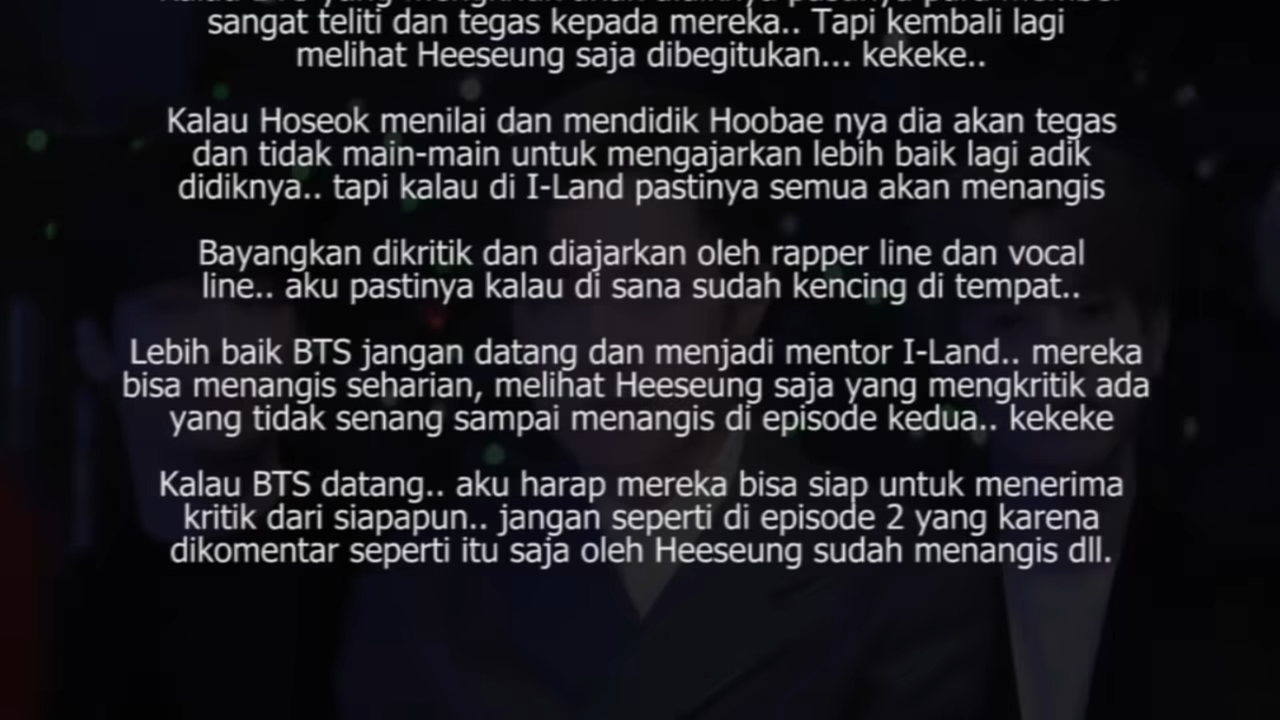 sangat teliti dan tegas kepada mereka.. Tapi kembali lagi
melihat Heeseung saja dibegitukan... kekeke..
Kalau Hoseok menilai dan mendidik Hoobae nya dia akan tegas
dan tidak main-main untuk mengajarkan lebih baik lagi adik
didiknya.. tapi kalau di I-Land pastinya semua akan menangis
Bayangkan dikritik dan diajarkan oleh rapper line dan vocal
line.. aku pastinya kalau di sana sudah kencing di tempat..
Lebih baik BTS jangan datang dan menjadi mentor I-Land.. mereka
bisa menangis seharian, melihat Heeseung saja yang mengkritik ada
yang tidak senang sampai menangis di episode kedua.. kekeke
Kalau BTS datang.. aku harap mereka bisa siap untuk menerima
kritik dari siapapun.. jangan seperti di episode 2 yang karena
dikomentar seperti itu saja oleh Heeseung sudah menangis dll.